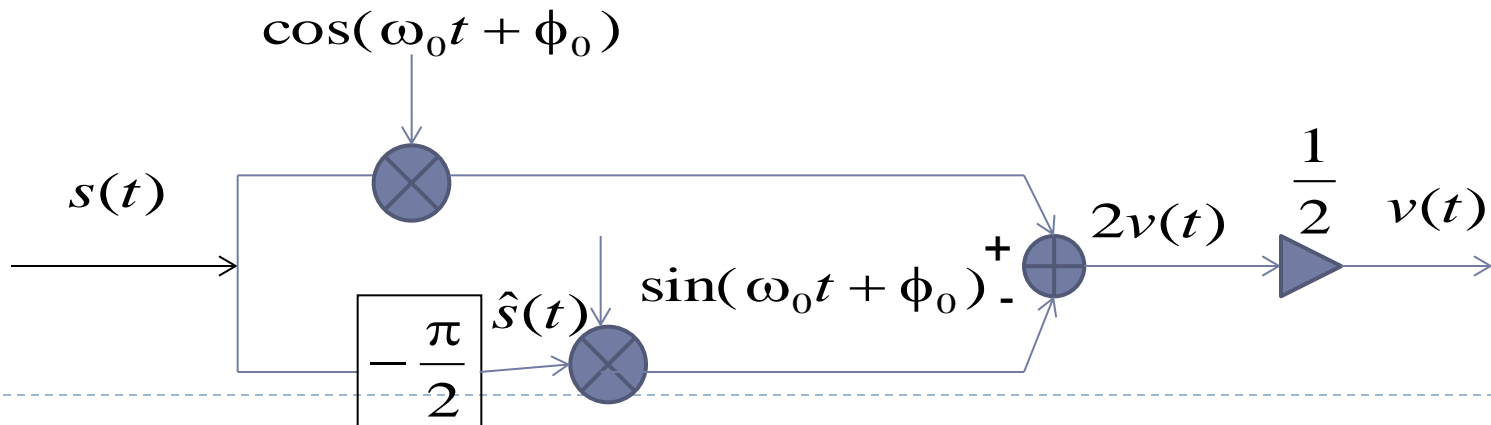 cos(ω₀t + ϕ₀)
s(t)
1/2
2v(t)
v(t)
+
sin(ω₀t + ϕ₀)
-
ŝ(t)
−π/2